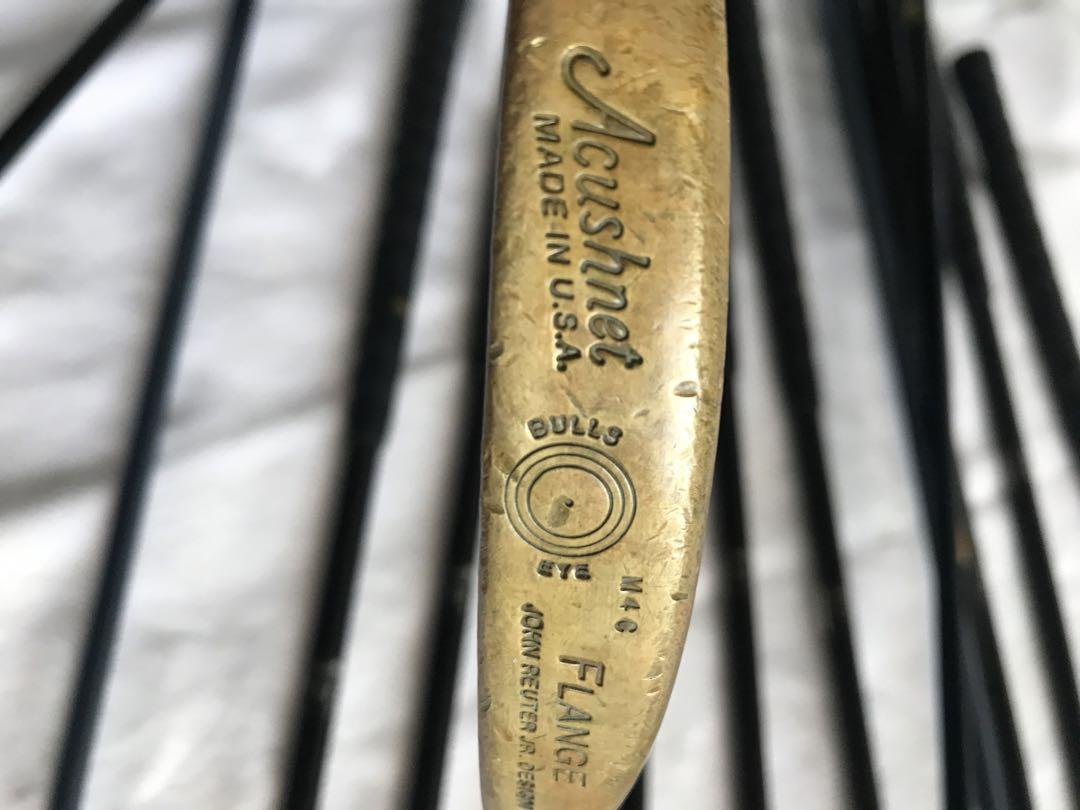 Acushnet
MADE IN U.S.A.
BULLS
EYE
M4C
FLANGE
JOHN REUTER JR. DESIGN